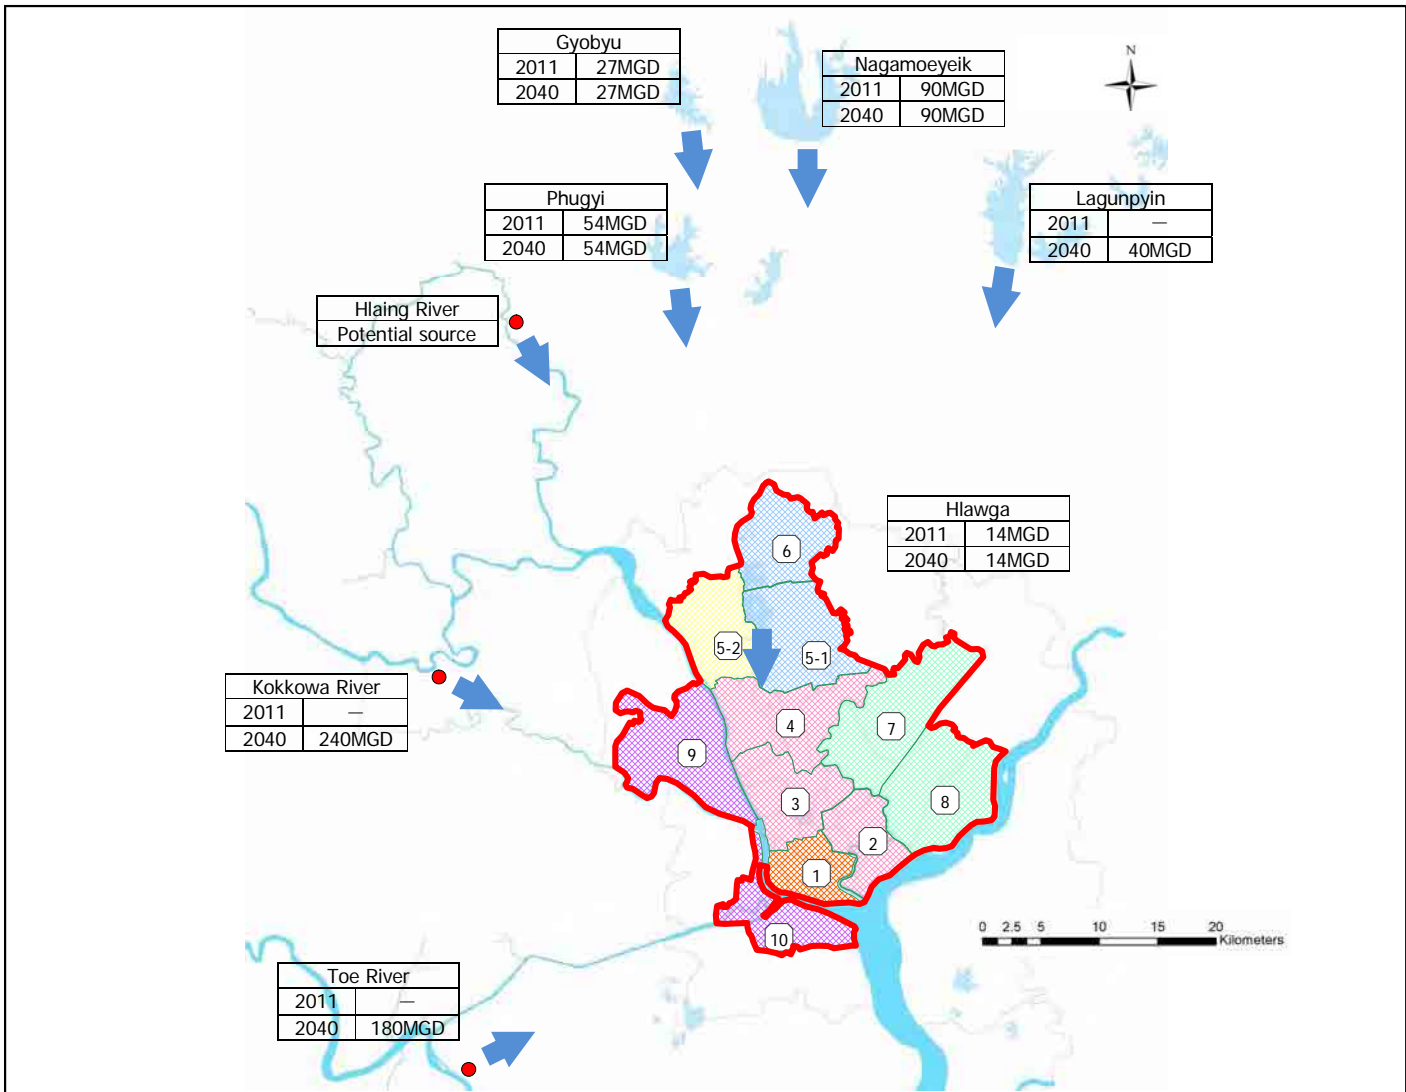 Gyobyu
2011 27MGD
2040 27MGD
Nagamoeyeik
2011 90MGD
2040 90MGD
N
Phugyi
2011 54MGD
2040 54MGD
Lagunpyin
2011 —
2040 40MGD
Hlaing River
Potential source
Hlawga
2011 14MGD
2040 14MGD
6
5-2
5-1
Kokkowa River
2011 —
2040 240MGD
4
7
9
3
8
2
1
10
0 2.5 5 10 15 20
Kilometers
Toe River
2011 —
2040 180MGD